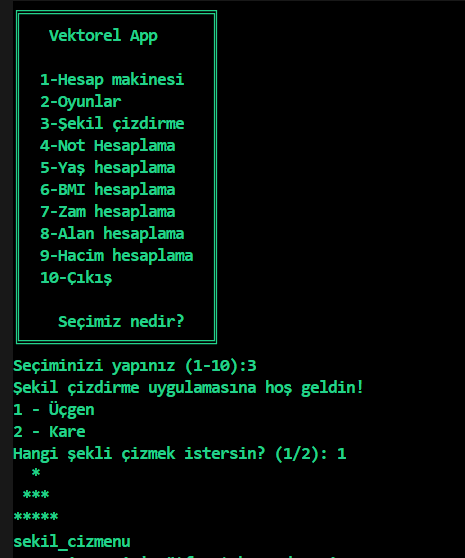 Vektorel App
1-Hesap makinesi
2-Oyunlar
3-Şekil çizdirme
4-Not Hesaplama
5-Yaş hesaplama
6-BMI hesaplama
7-Zam hesaplama
8-Alan hesaplama
9-Hacim hesaplama
10-Çıkış
Seçimiz nedir?
Seçiminizi yapınız (1-10):3
Şekil çizdirme uygulamasına hoş geldin!
1 - Üçgen
2 - Kare
Hangi şekli çizmek istersin? (1/2): 1
*
***
*****
sekil_cizmenu